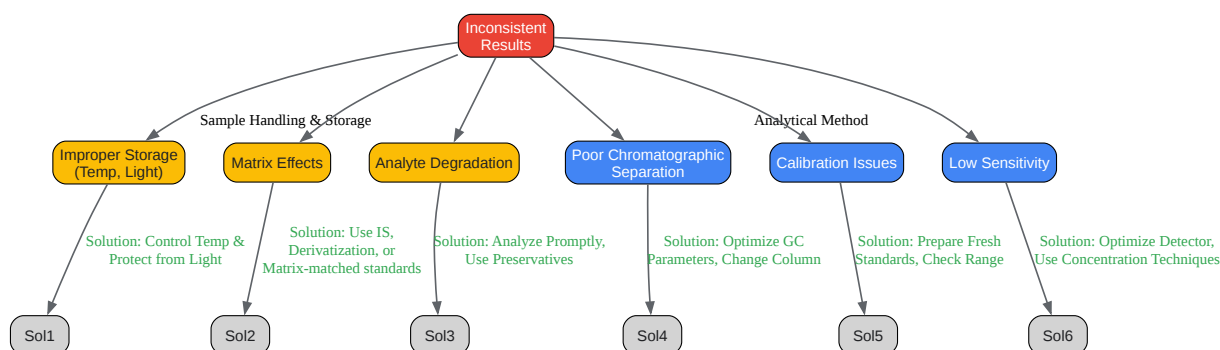 Inconsistent
Results
Sample Handling & Storage
Analytical Method
Improper Storage
(Temp, Light)
Matrix Effects
Analyte Degradation
Poor Chromatographic
Separation
Calibration Issues
Low Sensitivity
Solution: Control Temp &
Protect from Light
Solution: Use IS,
Derivatization, or
Matrix-matched standards
Solution: Analyze Promptly,
Use Preservatives
Solution: Optimize GC
Parameters, Change Column
Solution: Prepare Fresh
Standards, Check Range
Solution: Optimize Detector,
Use Concentration Techniques
Sol1
Sol2
Sol3
Sol4
Sol5
Sol6